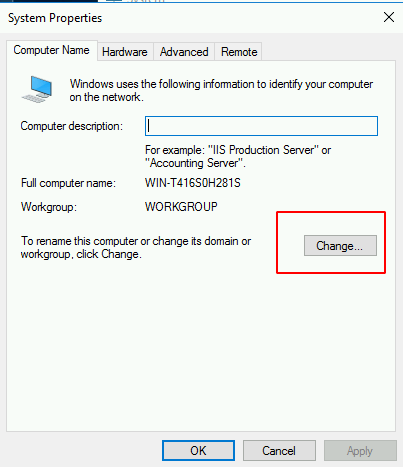 System Properties
Computer Name
Hardware
Advanced
Remote
Windows uses the following information to identify your computer
on the network.
Computer description:
For example: "IIS Production Server" or
"Accounting Server".
Full computer name:
WIN-T416S0H281S
Workgroup:
WORKGROUP
To rename this computer or change its domain or
workgroup, click Change.
Change...
OK
Cancel
Apply